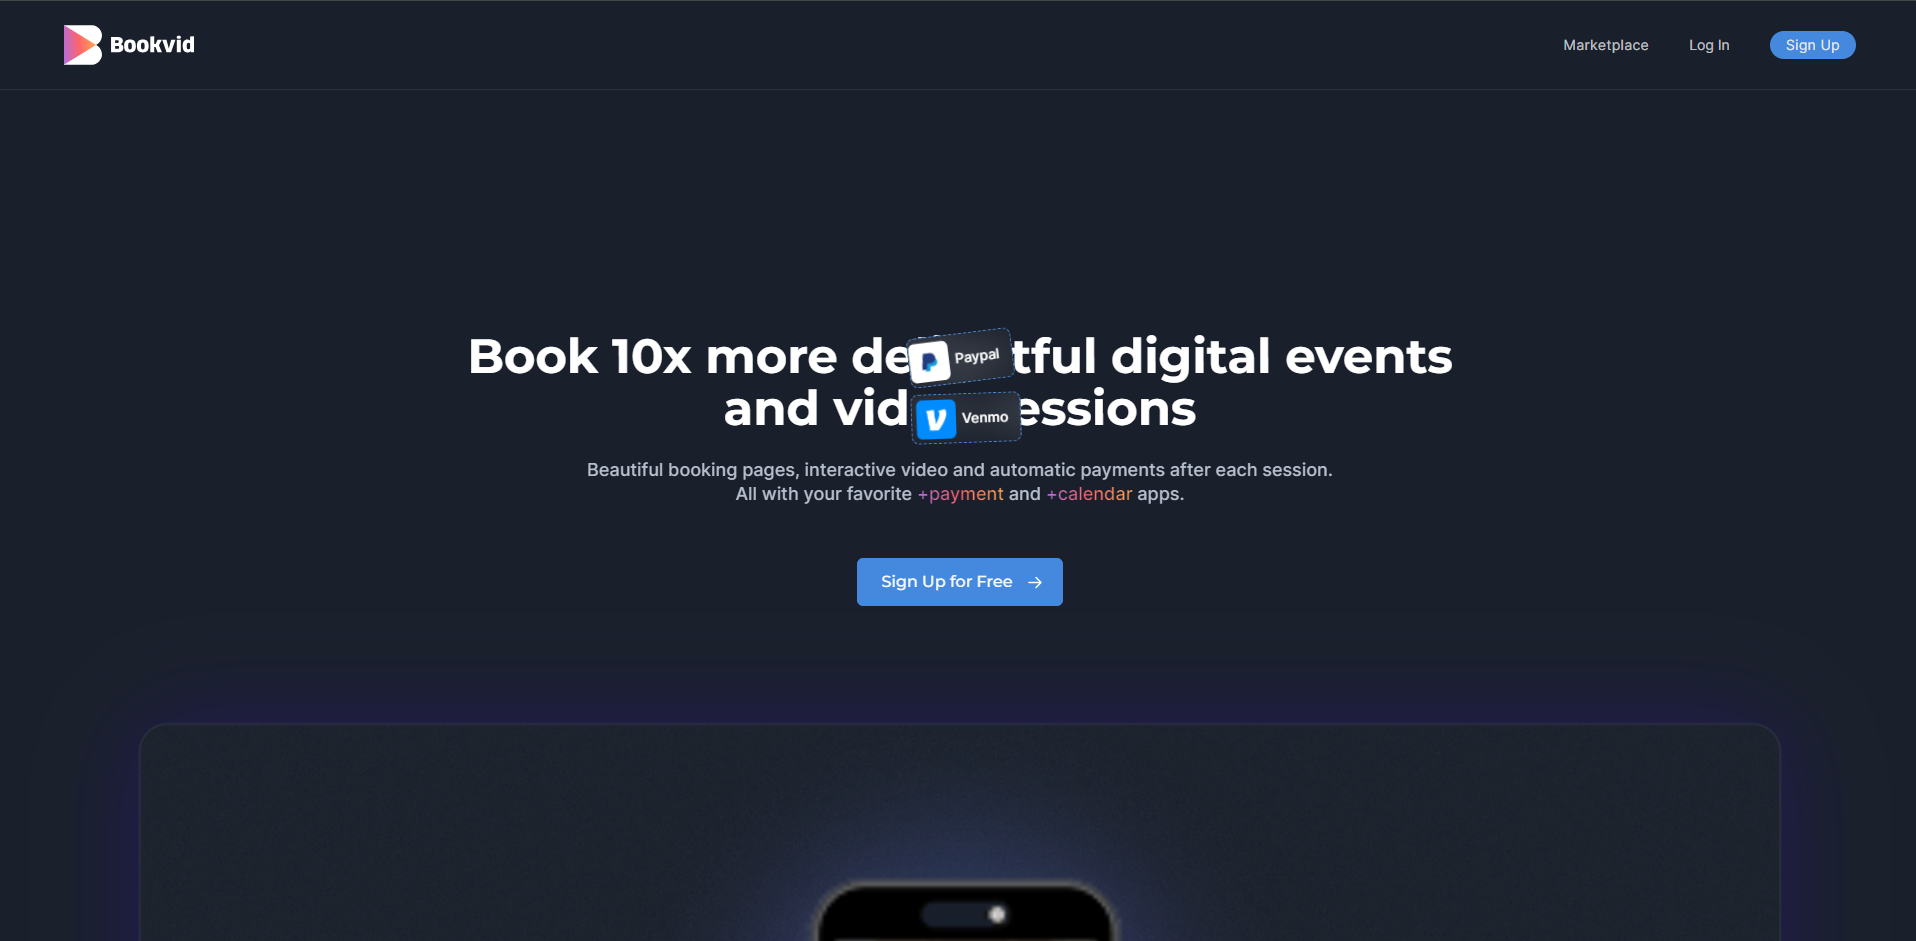 Bookvid
Marketplace
Log In
Sign Up
Book 10x more de tful digital events
and vid essions
Paypal
Venmo
Beautiful booking pages, interactive video and automatic payments after each session.
All with your favorite +payment and +calendar apps.
Sign Up for Free